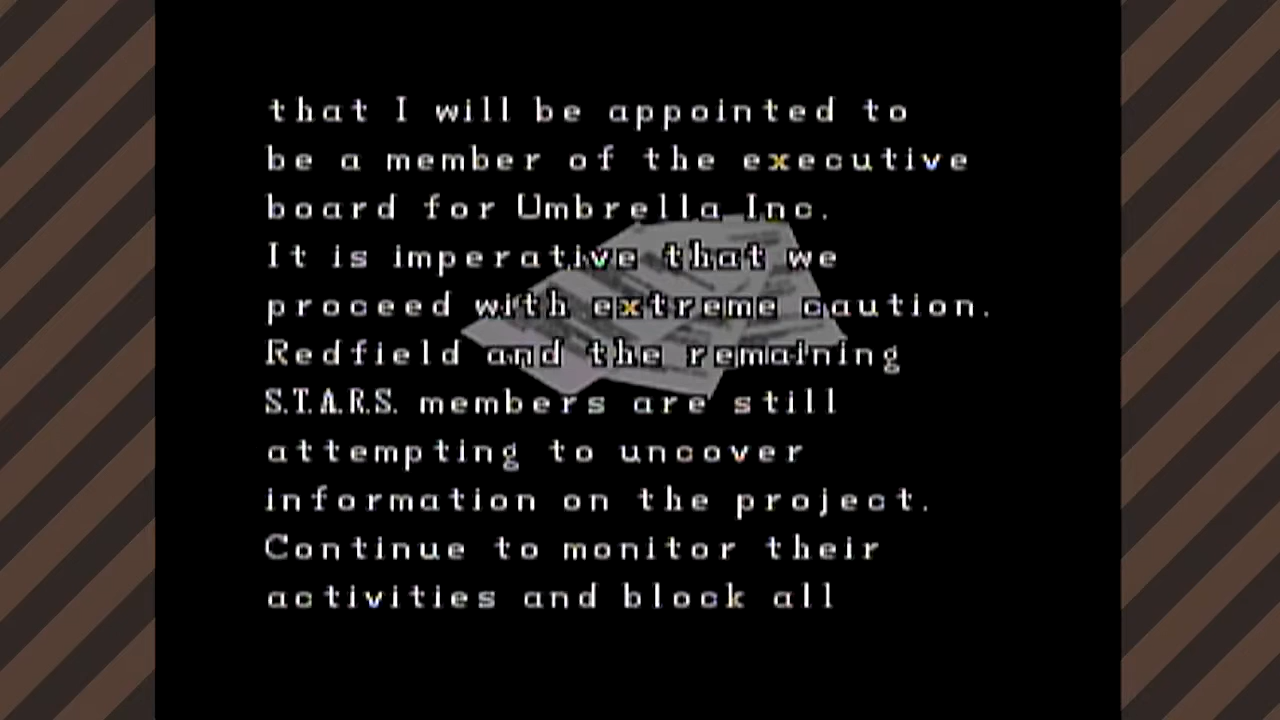 that I will be appointed to
be a member of the executive
board for Umbrella Inc.
It is imperative that we
proceed with extreme caution.
Redfield and the remaining
S.T.A.R.S. members are still
attempting to uncover
information on the project.
Continue to monitor their
activities and block all